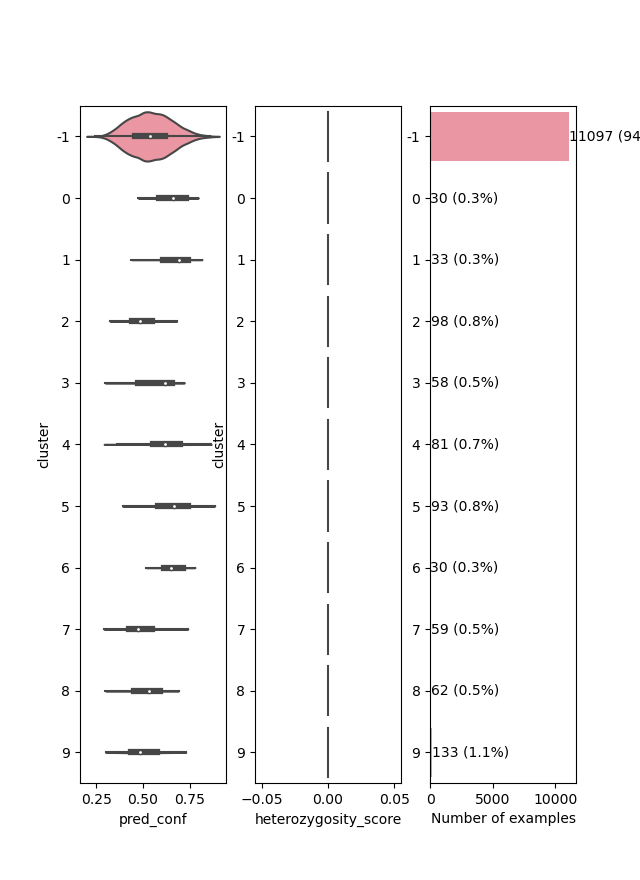 -1
0
1
2
3
4
5
6
7
8
9
cluster
0.25 0.50 0.75
pred_conf
-1
0
1
2
3
4
5
6
7
8
9
cluster
−0.05 0.00 0.05
heterozygosity_score
-1 11097 (94
0 30 (0.3%)
1 33 (0.3%)
2 98 (0.8%)
3 58 (0.5%)
4 81 (0.7%)
5 93 (0.8%)
6 30 (0.3%)
7 59 (0.5%)
8 62 (0.5%)
9 133 (1.1%)
0 5000 10000
Number of examples